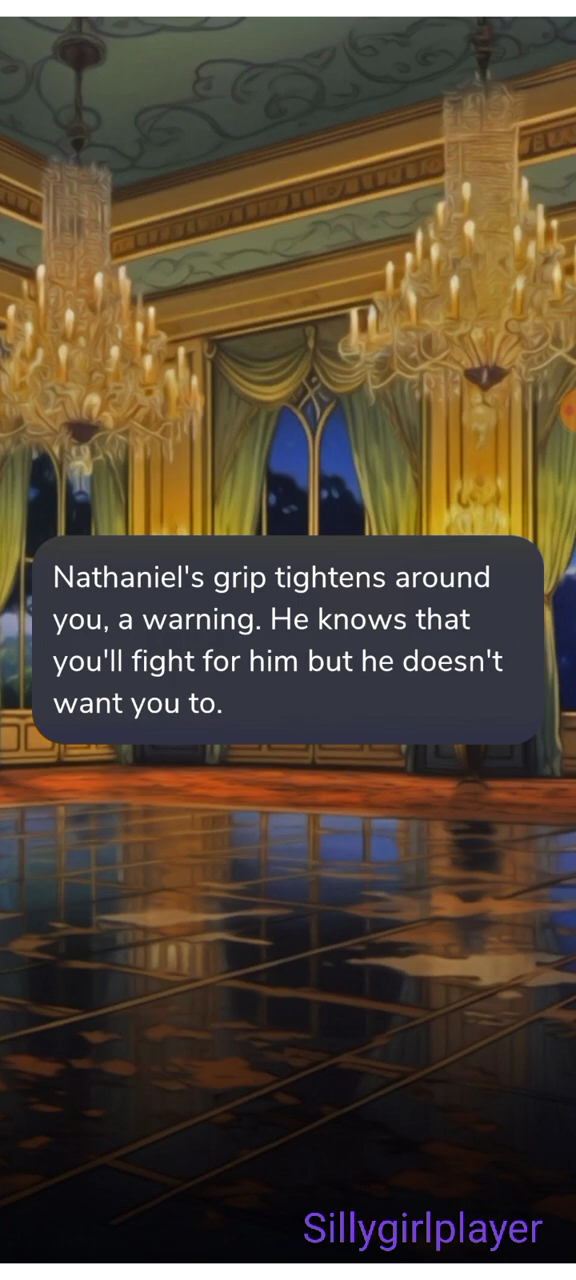 Nathaniel's grip tightens around
you, a warning. He knows that
you'll fight for him but he doesn't
want you to.
Sillygirlplayer